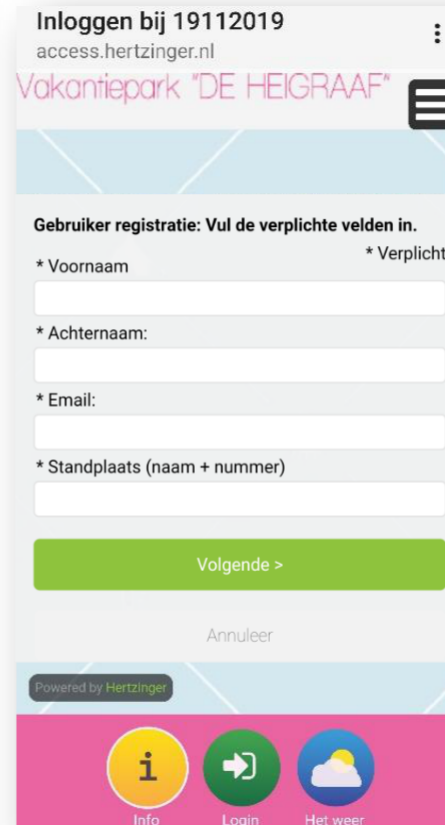 Inloggen bij 19112019
access.hertzinger.nl
Vakantiepark "DE HEIGRAAF"
Gebruiker registratie: Vul de verplichte velden in.
* Verplicht
* Voornaam
* Achternaam:
* Email:
* Standplaats (naam + nummer)
Volgende >
Annuleer
Powered by Hertzinger
i
Info
Login
Het weer